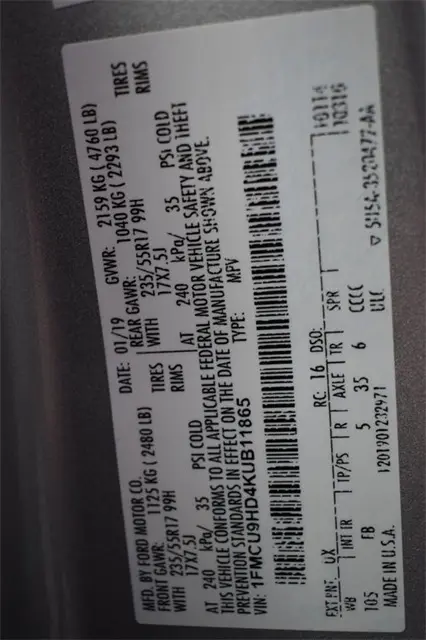 MFD. BY FORD MOTOR CO.
DATE: 01/19 GVWR: 2159 KG ( 4760 LB)
FRONT GAWR: 1125 KG ( 2480 LB) REAR GAWR: 1040 KG ( 2293 LB)
WITH 235/55R17 99H TIRES WITH 235/55R17 99H TIRES
17X7.5J RIMS 17X7.5J RIMS
AT 240 kPa/ 35 PSI COLD AT 240 kPa/ 35 PSI COLD
THIS VEHICLE CONFORMS TO ALL APPLICABLE FEDERAL MOTOR VEHICLE SAFETY AND THEFT
PREVENTION STANDARDS IN EFFECT ON THE DATE OF MANUFACTURE SHOWN ABOVE.
VIN: 1FMCU9HD4KUB11865 TYPE: MPV
EXT PNT: UX RC: 16 DSO:
WB INT TR TP/PS R AXLE TR SPR
105 FB 5 35 6 CCCC
MADE IN U.S.A.